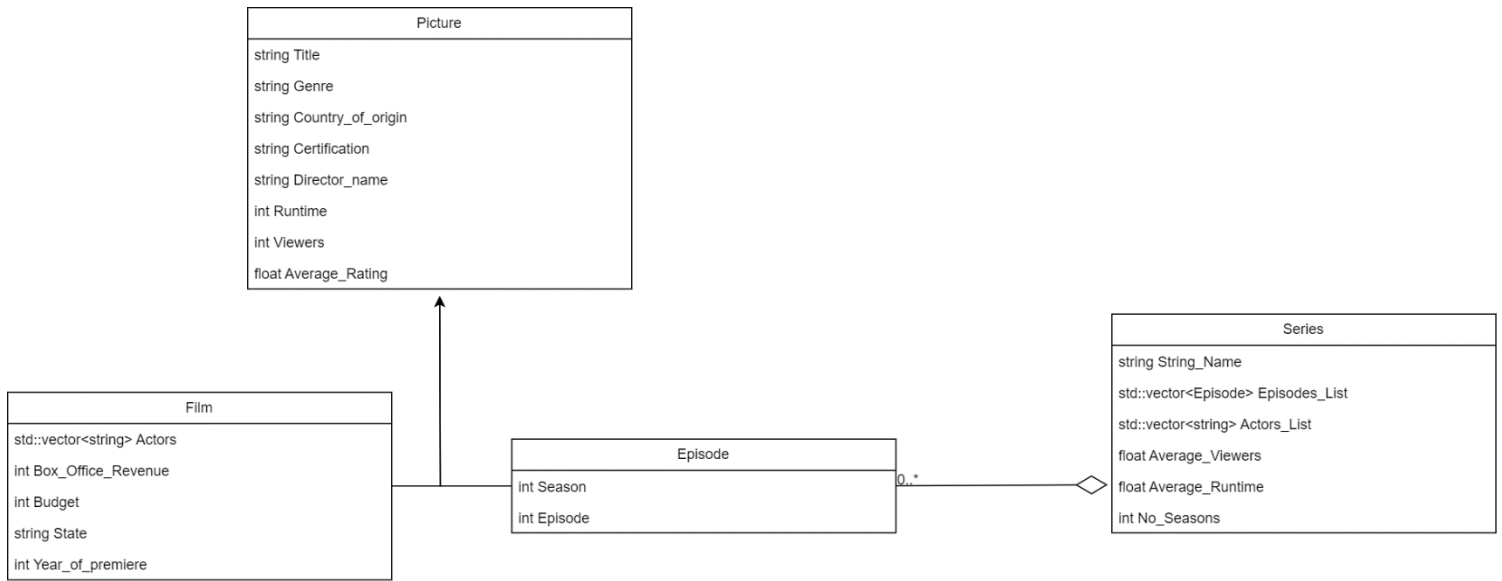 Picture
string Title
string Genre
string Country_of_origin
string Certification
string Director_name
int Runtime
int Viewers
float Average_Rating
Film
std::vector<string> Actors
int Box_Office_Revenue
int Budget
string State
int Year_of_premiere
Episode
int Season
int Episode
0..*
Series
string String_Name
std::vector<Episode> Episodes_List
std::vector<string> Actors_List
float Average_Viewers
float Average_Runtime
int No_Seasons